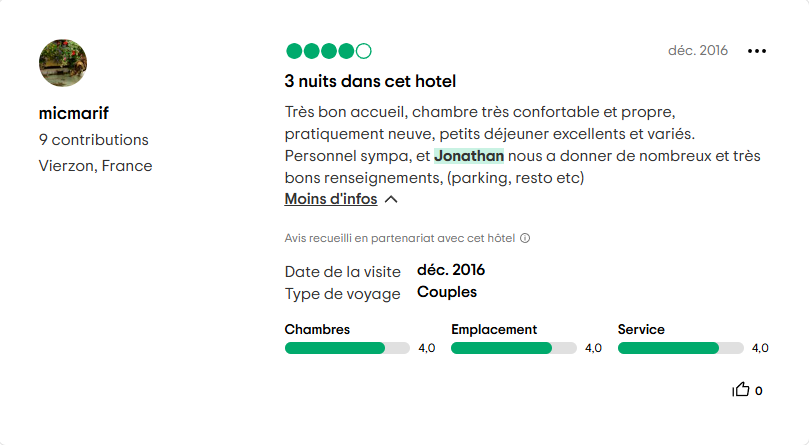 déc. 2016
3 nuits dans cet hotel
micmarif
9 contributions
Vierzon, France
Très bon accueil, chambre très confortable et propre,
pratiquement neuve, petits déjeuner excellents et variés.
Personnel sympa, et Jonathan nous a donner de nombreux et très
bons renseignements, (parking, resto etc)
Moins d'infos
Avis recueilli en partenariat avec cet hôtel
Date de la visite déc. 2016
Type de voyage Couples
Chambres Emplacement Service
4,0 4,0 4,0
0